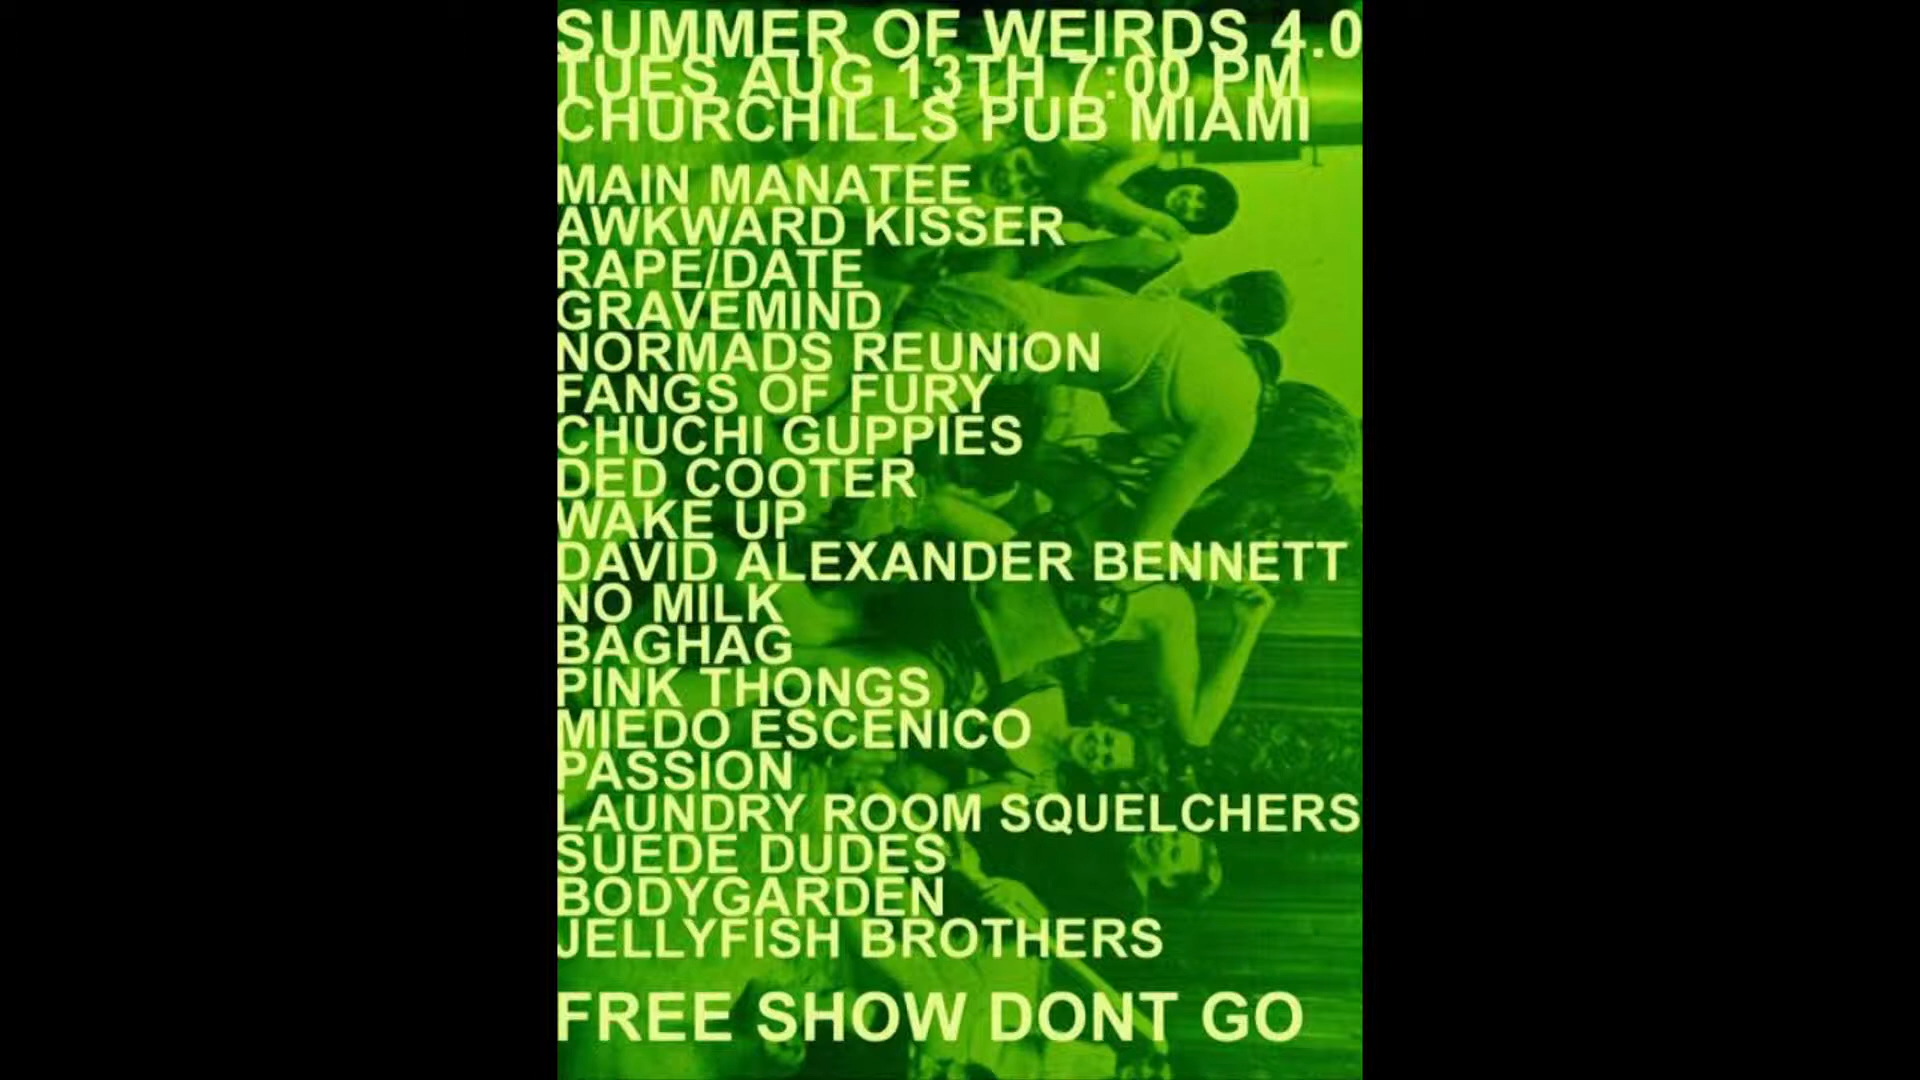 SUMMER OF WEIRDS 4.0
TUES AUG 13TH 7:00 PM
CHURCHILLS PUB MIAMI
MAIN MANATEE
AWKWARD KISSER
RAPE/DATE
GRAVEMIND
NORMADS REUNION
FANGS OF FURY
CHUCHI GUPPIES
DED COOTER
WAKE UP
DAVID ALEXANDER BENNETT
NO MILK
BAGHAG
PINK THONGS
MIEDO ESCENICO
PASSION
LAUNDRY ROOM SQUELCHERS
SUEDE DUDES
BODYGARDEN
JELLYFISH BROTHERS
FREE SHOW DONT GO